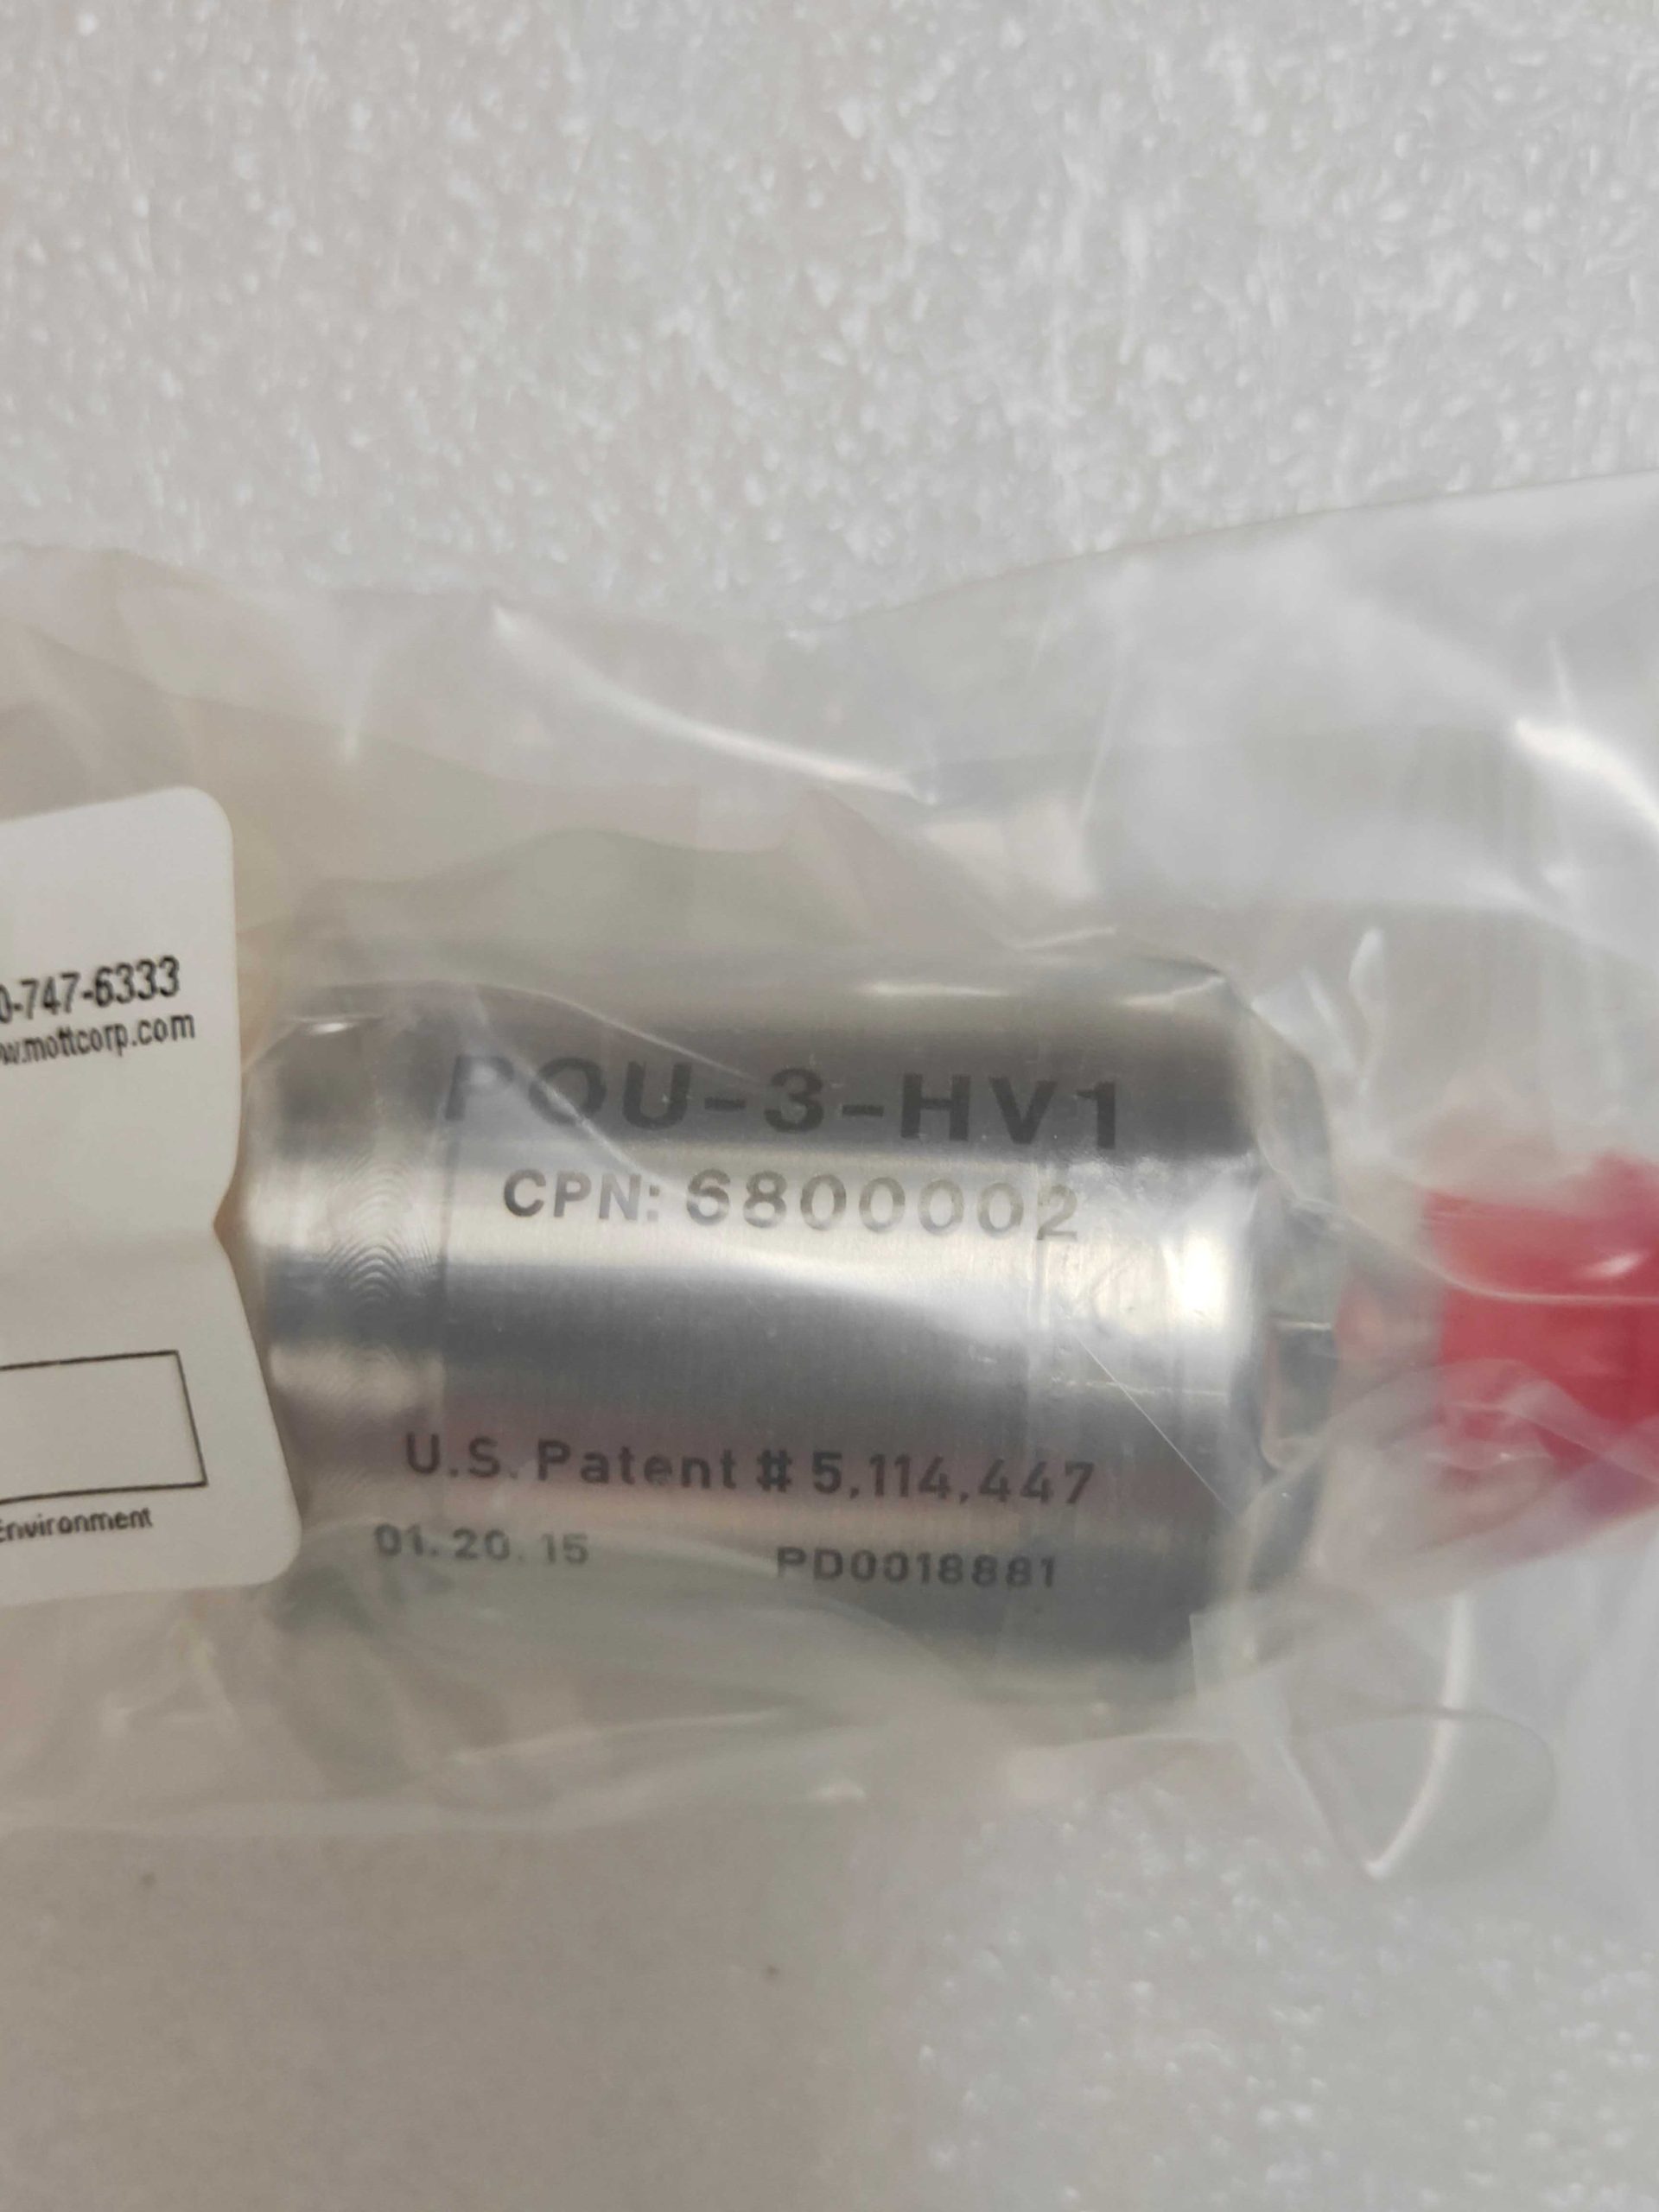 0-747-6333
w.mottcorp.com
Environment
POU-3-HV1
CPN: 6800002
U.S. Patent # 5,114,447
01.20.15 PD0018881